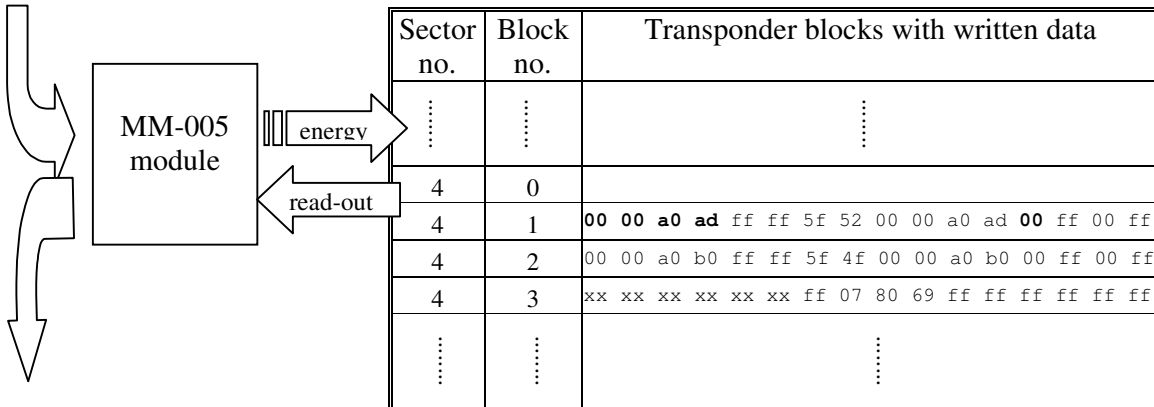 Sector Block Transponder blocks with written data
no. no.
MM-005
module
energy
read-out
4 0
4 1 00 00 a0 ad ff ff 5f 52 00 00 a0 ad 00 ff 00 ff
4 2 00 00 a0 b0 ff ff 5f 4f 00 00 a0 b0 00 ff 00 ff
4 3 xx xx xx xx xx xx ff 07 80 69 ff ff ff ff ff ff